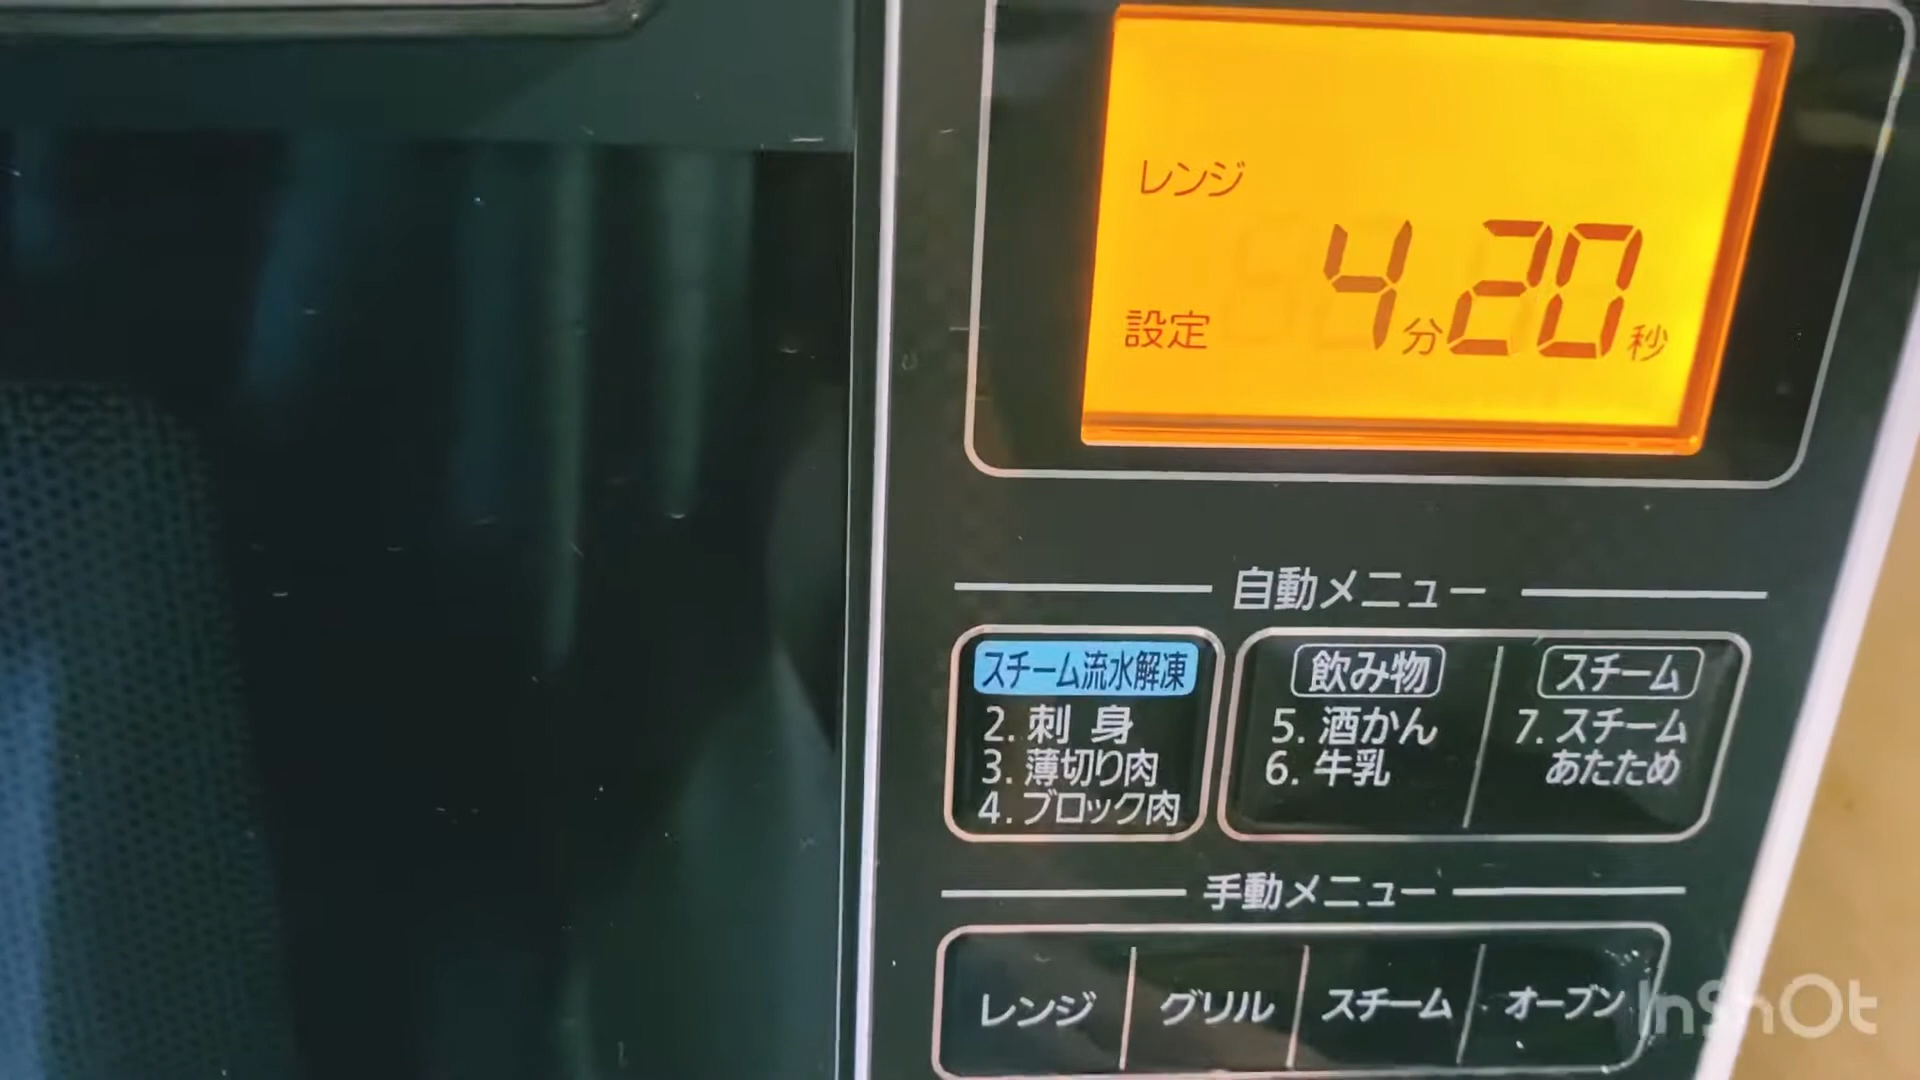 レンジ
設定 4分20秒
自動メニュー
スチーム流水解凍
2. 刺身
3. 薄切り肉
4. ブロック肉
飲み物
5. 酒かん
6. 牛乳
スチーム
7. スチーム
あたため
手動メニュー
レンジ グリル スチーム オーブン
InShOt